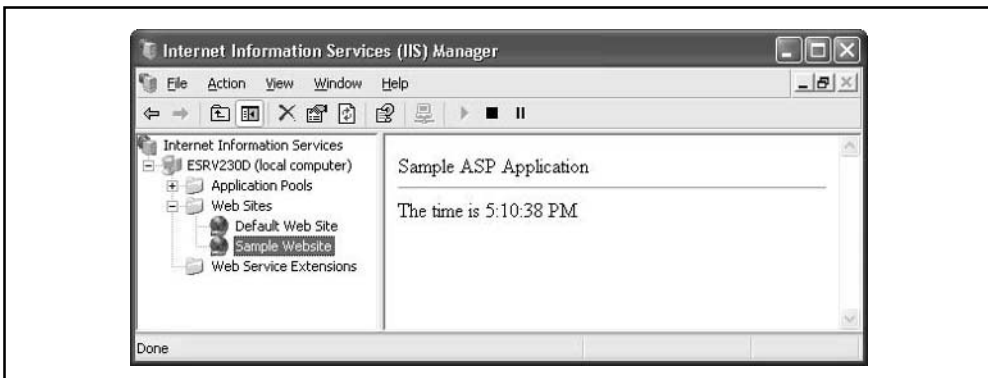 Internet Information Services (IIS) Manager
File Action View Window Help
Internet Information Services
ESRV230D (local computer)
Application Pools
Web Sites
Default Web Site
Sample Website
Web Service Extensions
Sample ASP Application
The time is 5:10:38 PM
Done